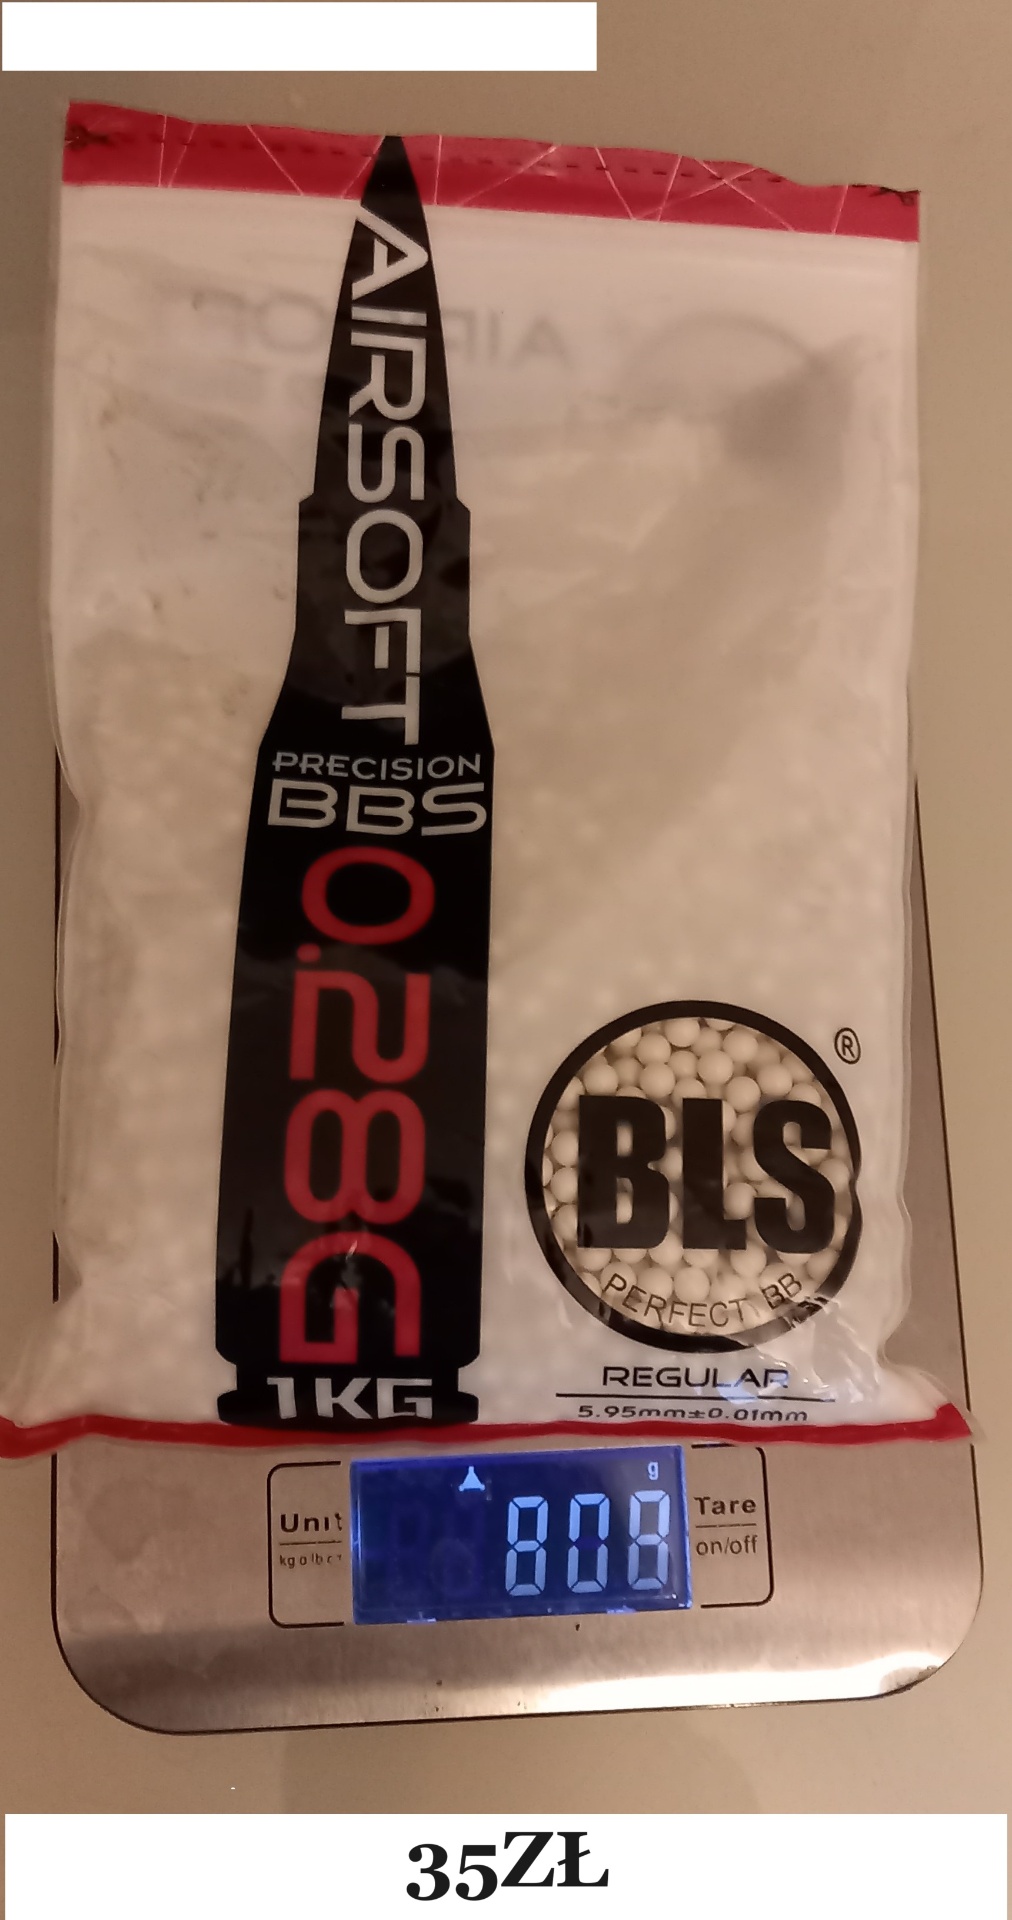 AIRSOFT
PRECISION
BBS
0.28G
1KG
BLS
®
PERFECT BB
REGULAR
5.95mm±0.01mm
Unit
g
808
Tare
on/off
35ZŁ